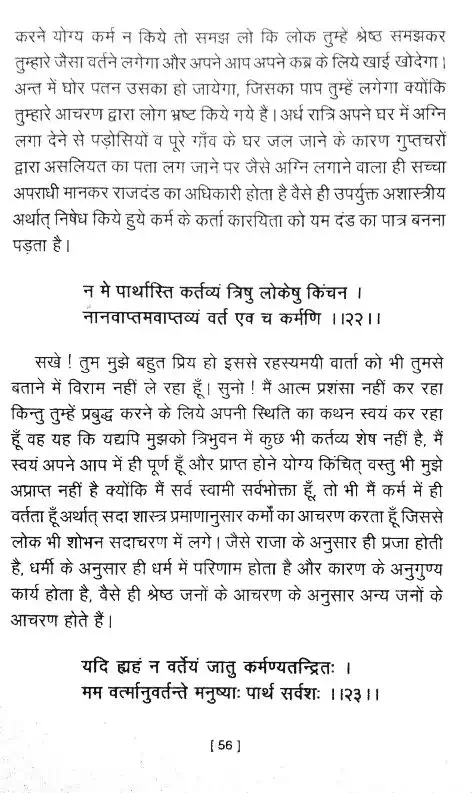 करने योग्य कर्म न किये तो समझ लो कि लोक तुम्हें श्रेष्ठ समझकर
तुम्हारे जैसा वर्तने लगेगा और अपने आप अपने कब्र के लिये खाई खोदेगा।
अन्त में घोर पतन उसका हो जायेगा, जिसका पाप तुम्हें लगेगा क्योंकि
तुम्हारे आचरण द्वारा लोग भ्रष्ट किये गये हैं। अर्ध रात्रि अपने घर में अग्नि
लगा देने से पड़ोसियों व पूरे गाँव के घर जल जाने के कारण गुप्तचरों
द्वारा असलियत का पता लग जाने पर जैसे अग्नि लगाने वाला ही सच्चा
अपराधी मानकर राजदंड का अधिकारी होता है वैसे ही उपर्युक्त अशास्त्रीय
अर्थात् निषेध किये हुये कर्म के कर्ता कारयिता को यम दंड का पात्र बनना
पड़ता है।
न मे पार्थास्ति कर्तव्यं त्रिषु लोकेषु किंचन ।
नानवाप्तमवाप्तव्यं वर्त एव च कर्मणि ।।२२।।
सखे ! तुम मुझे बहुत प्रिय हो इससे रहस्यमयी वार्ता को भी तुमसे
बताने में विराम नहीं ले रहा हूँ। सुनो ! मैं आत्म प्रशंसा नहीं कर रहा
किन्तु तुम्हें प्रबुद्ध करने के लिये अपनी स्थिति का कथन स्वयं कर रहा
हूँ वह यह कि यद्यपि मुझको त्रिभुवन में कुछ भी कर्तव्य शेष नहीं है, मैं
स्वयं अपने आप में ही पूर्ण हूँ और प्राप्त होने योग्य किंचित् वस्तु भी मुझे
अप्राप्त नहीं है क्योंकि मैं सर्व स्वामी सर्वभोक्ता हूँ, तो भी मैं कर्म में ही
वर्तता हूँ अर्थात् सदा शास्त्र प्रमाणानुसार कर्मों का आचरण करता हूँ जिससे
लोक भी शोभन सदाचरण में लगे। जैसे राजा के अनुसार ही प्रजा होती
है, धर्मी के अनुसार ही धर्म में परिणाम होता है और कारण के अनुगुण्य
कार्य होता है, वैसे ही श्रेष्ठ जनों के आचरण के अनुसार अन्य जनों के
आचरण होते हैं।
यदि ह्यहं न वर्तेयं जातु कर्मण्यतन्द्रितः ।
मम वर्त्मानुवर्तन्ते मनुष्याः पार्थ सर्वशः ।।२३।।
[ 56 ]